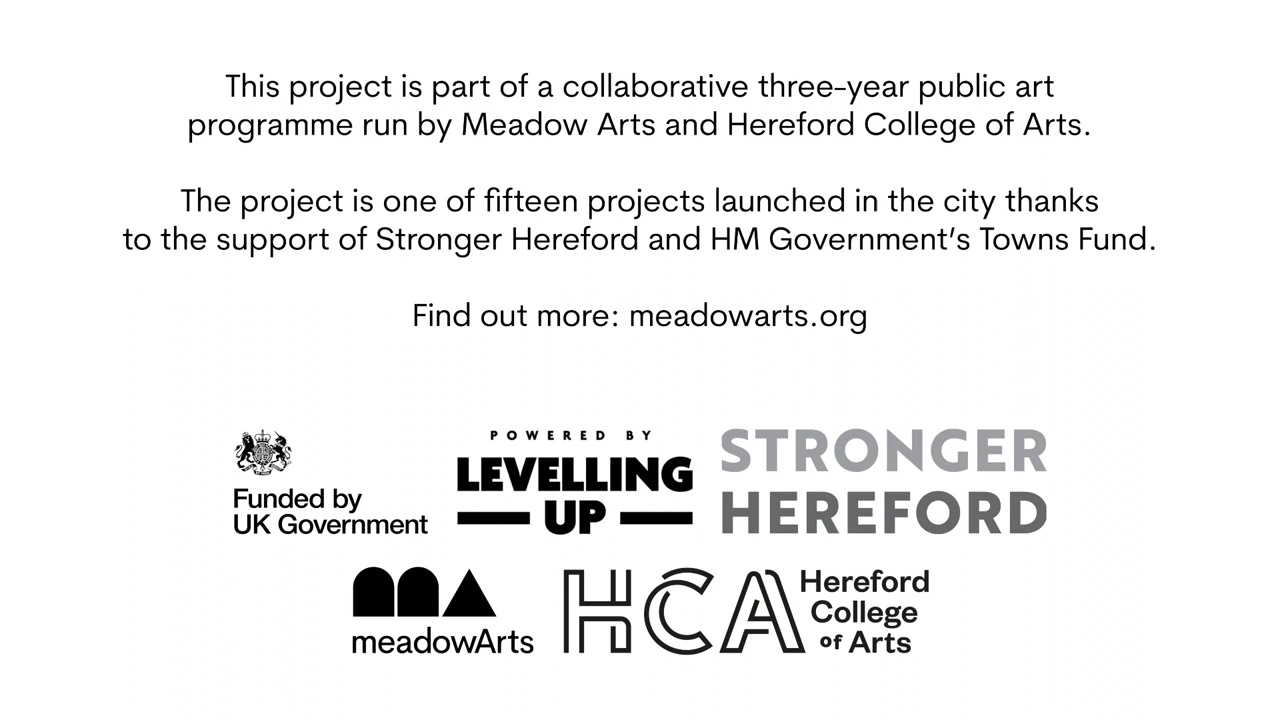 This project is part of a collaborative three-year public art
programme run by Meadow Arts and Hereford College of Arts.
The project is one of fifteen projects launched in the city thanks
to the support of Stronger Hereford and HM Government's Towns Fund.
Find out more: meadowarts.org
Funded by
UK Government
POWERED BY
LEVELLING
UP
STRONGER
HEREFORD
mA
meadowArts
HCA
Hereford
College
of Arts